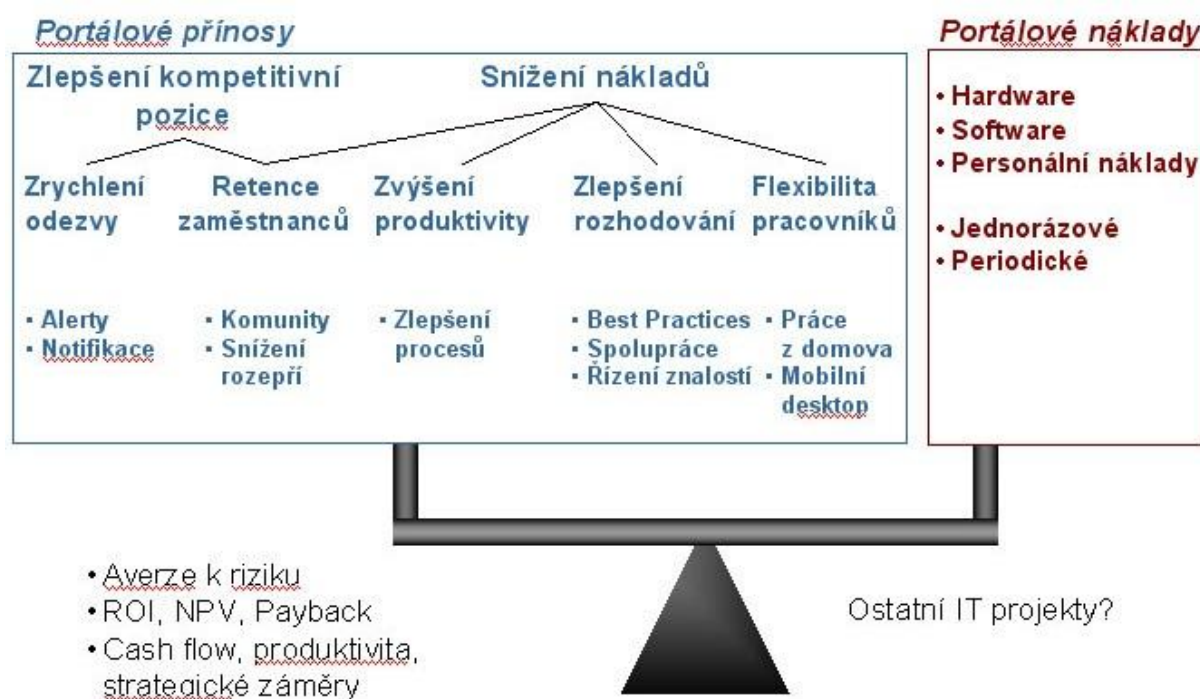 Portálové přínosy
Zlepšení kompetitivní
pozice
Snížení nákladů
Zrychlení
odezvy
Retence
zaměstnanců
Zvýšení
produktivity
Zlepšení
rozhodování
Flexibilita
pracovníků
▪ Alerty
▪ Notifikace
▪ Komunity
▪ Snížení
rozepří
▪ Zlepšení
procesů
▪ Best Practices
▪ Spolupráce
▪ Řízení znalostí
▪ Práce
z domova
▪ Mobilní
desktop
Portálové náklady
• Hardware
• Software
• Personální náklady
• Jednorázové
• Periodické
• Averze k riziku
• ROI, NPV, Payback
• Cash flow, produktivita,
strategické záměry
Ostatní IT projekty?